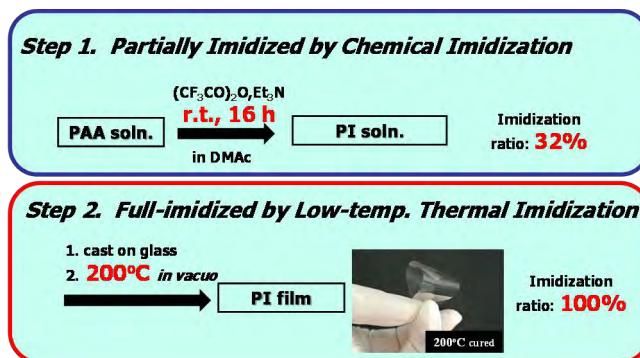 Step 1. Partially Imidized by Chemical Imidization
(CF₃CO)₂O,Et₃N
r.t., 16 h
PAA soln.
PI soln.
in DMAc
Imidization
ratio: 32%
Step 2. Full-imidized by Low-temp. Thermal Imidization
1. cast on glass
2. 200°C in vacuo
PI film
200°C cured
Imidization
ratio: 100%